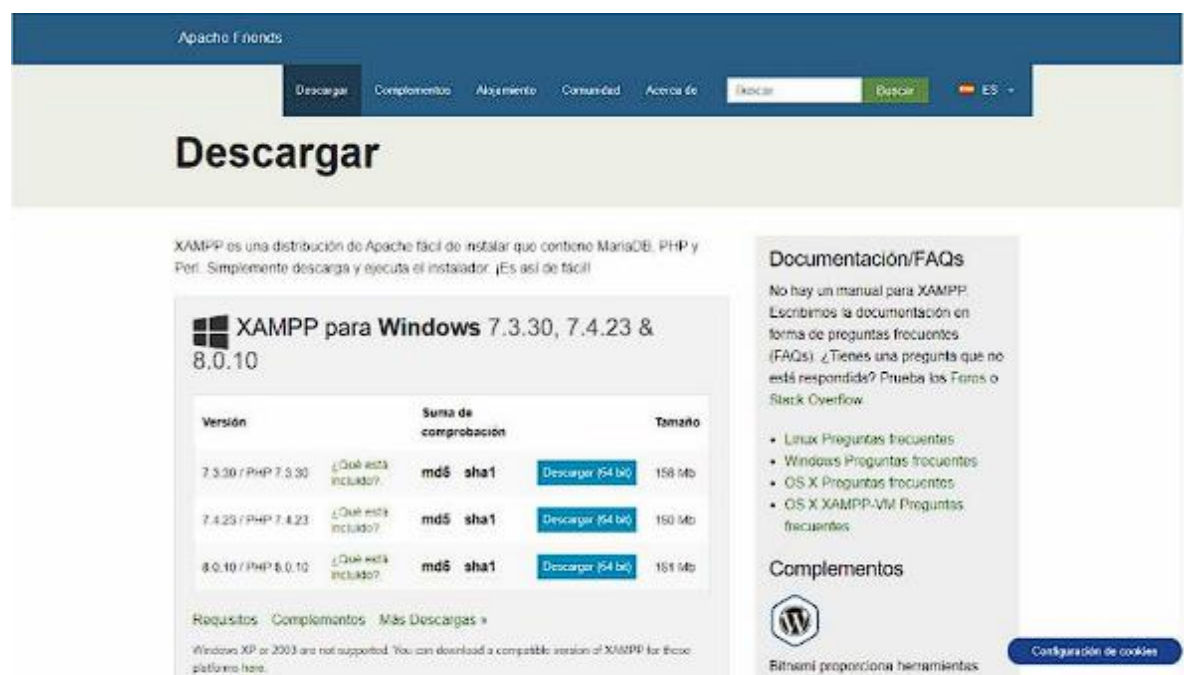 Apache Friends
Descargar Complementos Alojamiento Comunidad Acerca de Buscar Buscar ES
Descargar
XAMPP es una distribución de Apache fácil de instalar que contiene MariaDB, PHP y
Perl. Simplemente descarga y ejecuta el instalador. ¡Es así de fácil!
XAMPP para Windows 7.3.30, 7.4.23 &
8.0.10
Versión Suma de
comprobación Tamaño
7.3.30 / PHP 7.3.30 ¿Qué está
incluido? md5 sha1 Descargar (64 bit) 158 Mb
7.4.23 / PHP 7.4.23 ¿Qué está
incluido? md5 sha1 Descargar (64 bit) 160 Mb
8.0.10 / PHP 8.0.10 ¿Qué está
incluido? md5 sha1 Descargar (64 bit) 161 Mb
Requisitos Complementos Más Descargas »
Windows XP or 2003 are not supported. You can download a compatible version of XAMPP for these
platforms here.
Documentación/FAQs
No hay un manual para XAMPP.
Escribimos la documentación en
forma de preguntas frecuentes
(FAQs). ¿Tienes una pregunta que no
está respondida? Prueba los Foros o
Stack Overflow.
• Linux Preguntas frecuentes
• Windows Preguntas frecuentes
• OS X Preguntas frecuentes
• OS X XAMPP-VM Preguntas
frecuentes
Complementos
Bitnami proporciona herramientas
Configuración de cookies